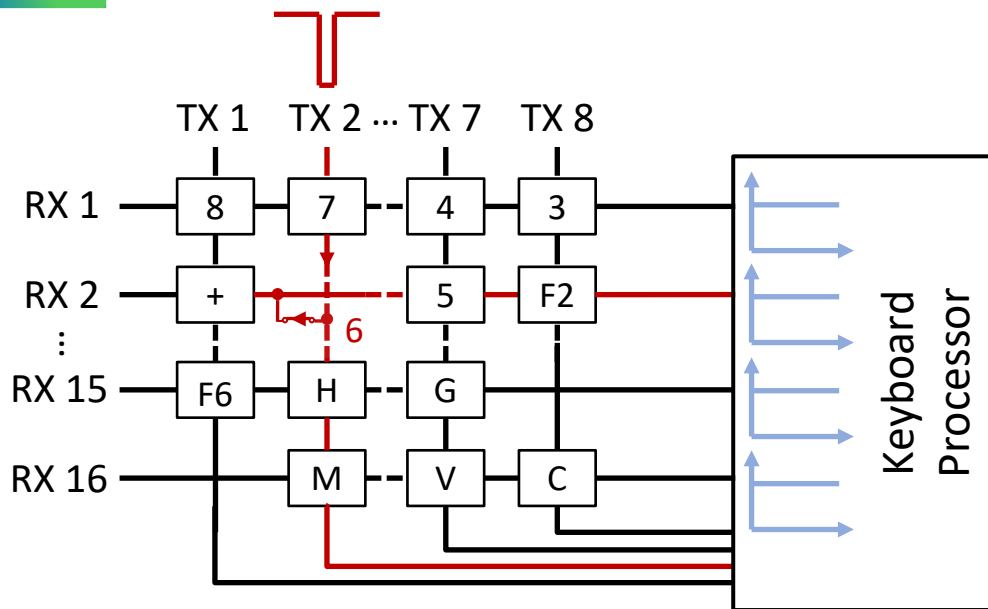 TX 1 TX 2 ... TX 7 TX 8
RX 1 8 7 4 3
RX 2 + 5 F2
6
...
RX 15 F6 H G
RX 16 M V C
Keyboard
Processor